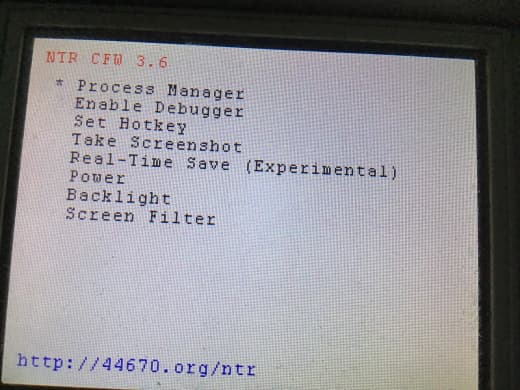 NTR CFW 3.6
* Process Manager
Enable Debugger
Set Hotkey
Take Screenshot
Real-Time Save (Experimental)
Power
Backlight
Screen Filter
http://44670.org/ntr